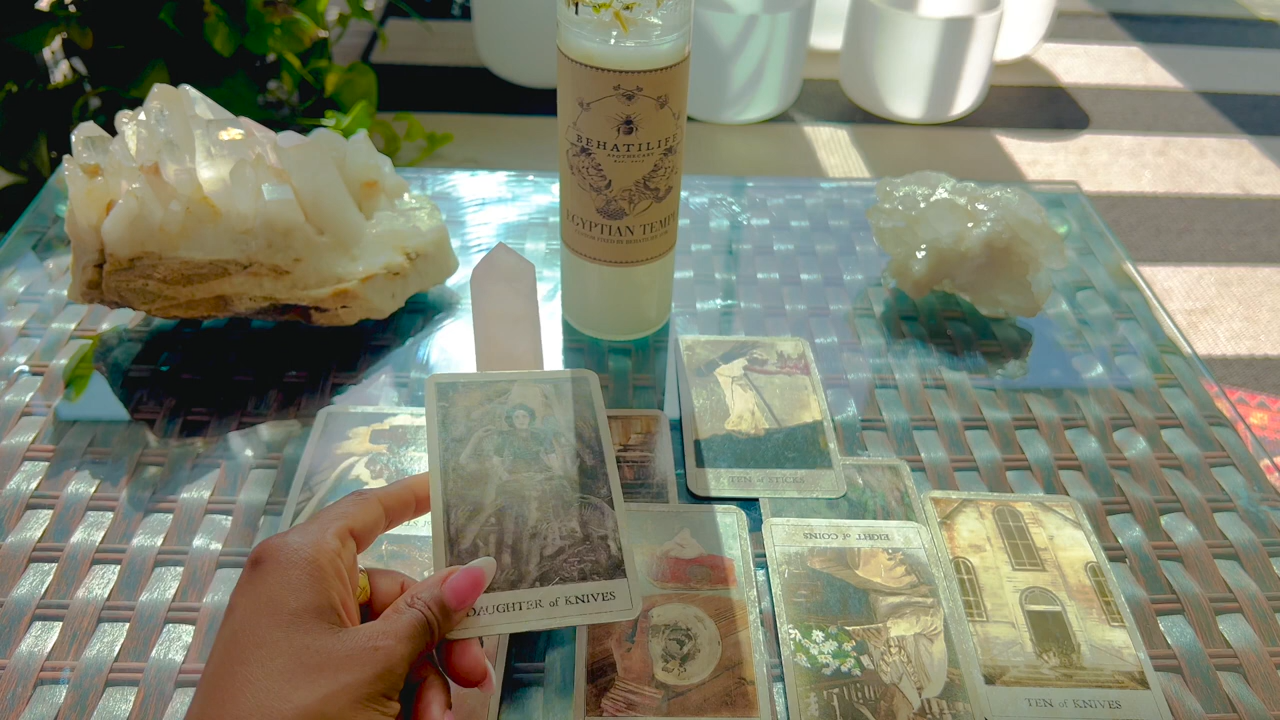 BEHATILIFE
APOTHECARY
EGYPTIAN TEMP
TEN of STICKS
DAUGHTER of KNIVES
EIGHT of COINS
TEN of KNIVES